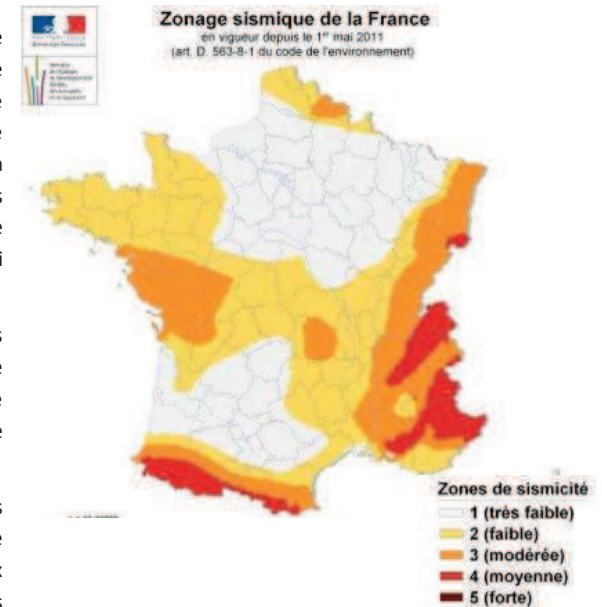 Zonage sismique de la France
en vigueur depuis le 1er mai 2011
(art. D. 563-8-1 du code de l'environnement)
Zones de sismicité
1 (très faible)
2 (faible)
3 (modérée)
4 (moyenne)
5 (forte)